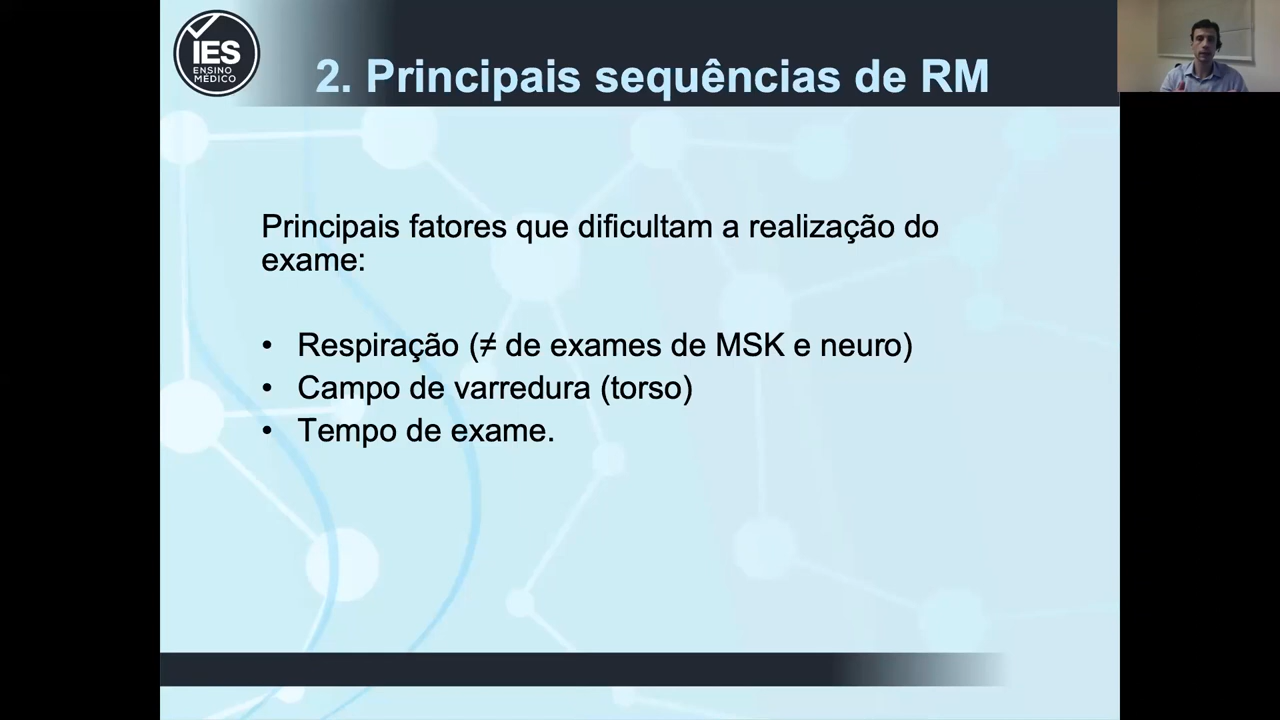 IES
ENSINO
MÉDICO
2. Principais sequências de RM
Principais fatores que dificultam a realização do
exame:
• Respiração (≠ de exames de MSK e neuro)
• Campo de varredura (torso)
• Tempo de exame.